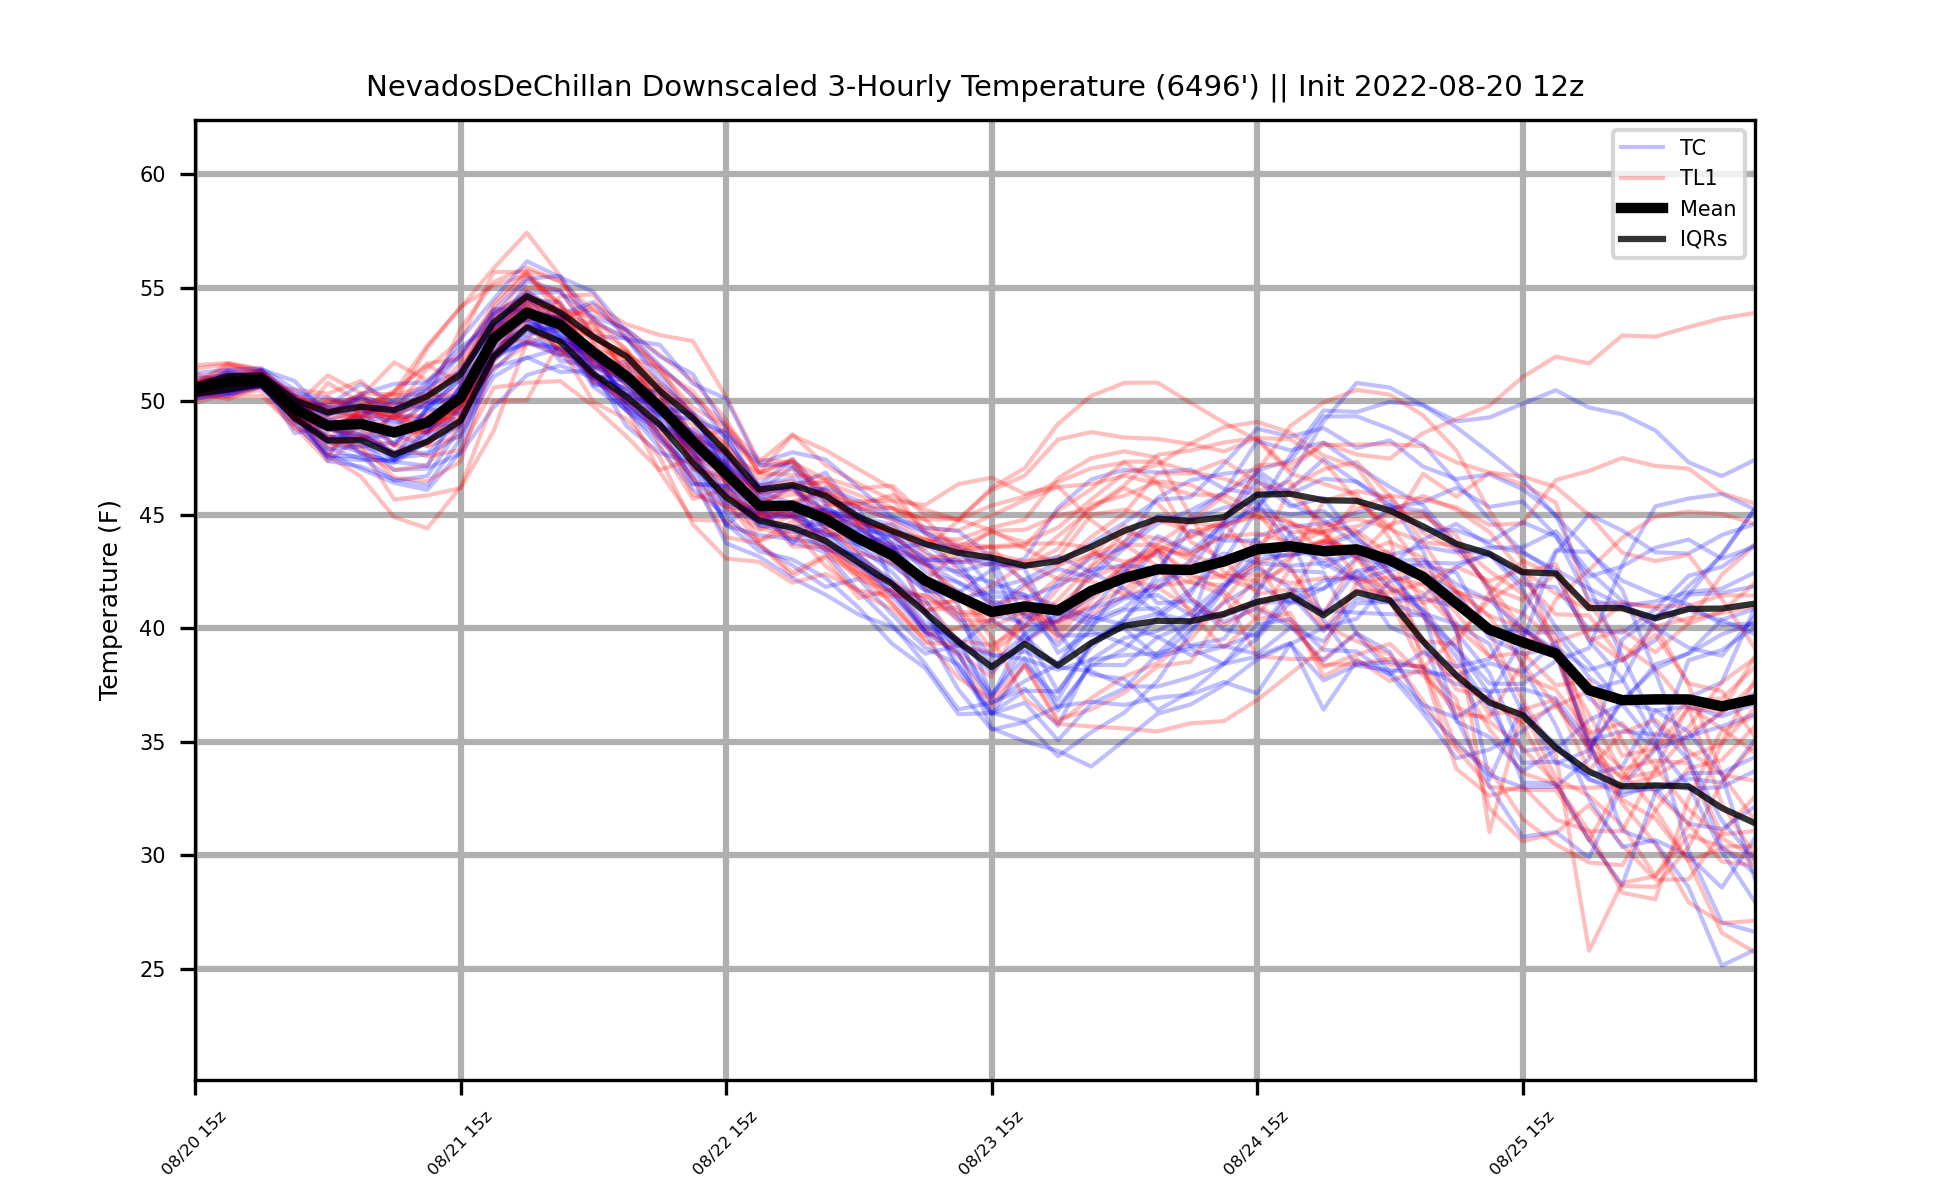 NevadosDeChillan Downscaled 3-Hourly Temperature (6496') || Init 2022-08-20 12z
TC
TL1
Mean
IQRs
Temperature (F)
60
55
50
45
40
35
30
25
08/20 15z
08/21 15z
08/22 15z
08/23 15z
08/24 15z
08/25 15z